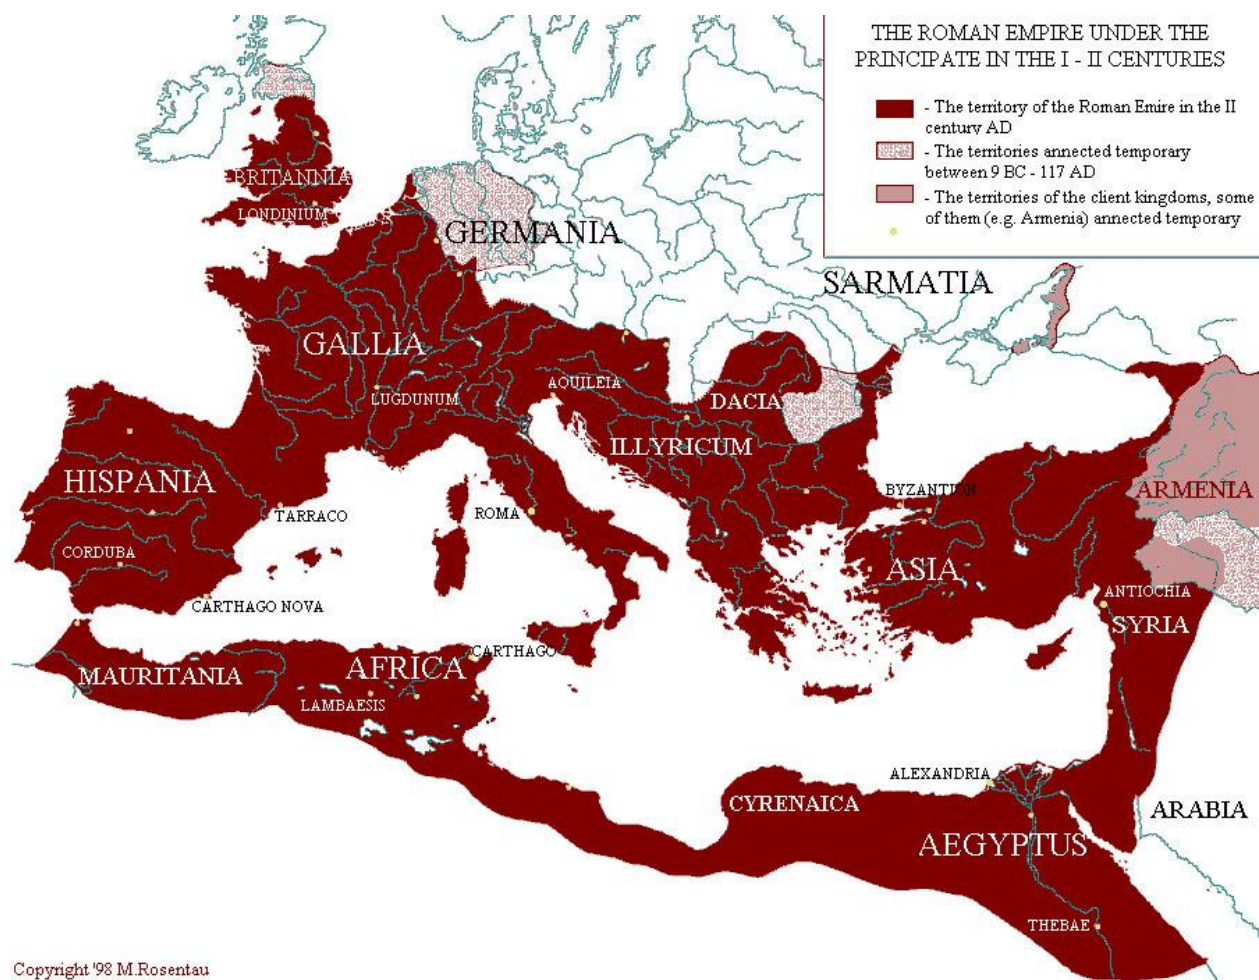 THE ROMAN EMPIRE UNDER THE
PRINCIPATE IN THE I - II CENTURIES
- The territory of the Roman Emire in the II
century AD
- The territories annected temporary
between 9 BC - 117 AD
- The territories of the client kingdoms, some
of them (e.g. Armenia) annected temporary
BRITANNIA
LONDINIUM
GERMANIA
SARMATIA
GALLIA
AQUILEIA
LUGDUNUM
DACIA
ILLYRICUM
HISPANIA
BYZANTION
ARMENIA
TARRACO
ROMA
CORDUBA
ASIA
ANTIOCHIA
CARTHAGO NOVA
SYRIA
CARTHAGO
MAURITANIA
AFRICA
LAMBAESIS
ALEXANDRIA
CYRENAICA
ARABIA
AEGYPTUS
THEBAE
Copyright '98 M.Rosentau